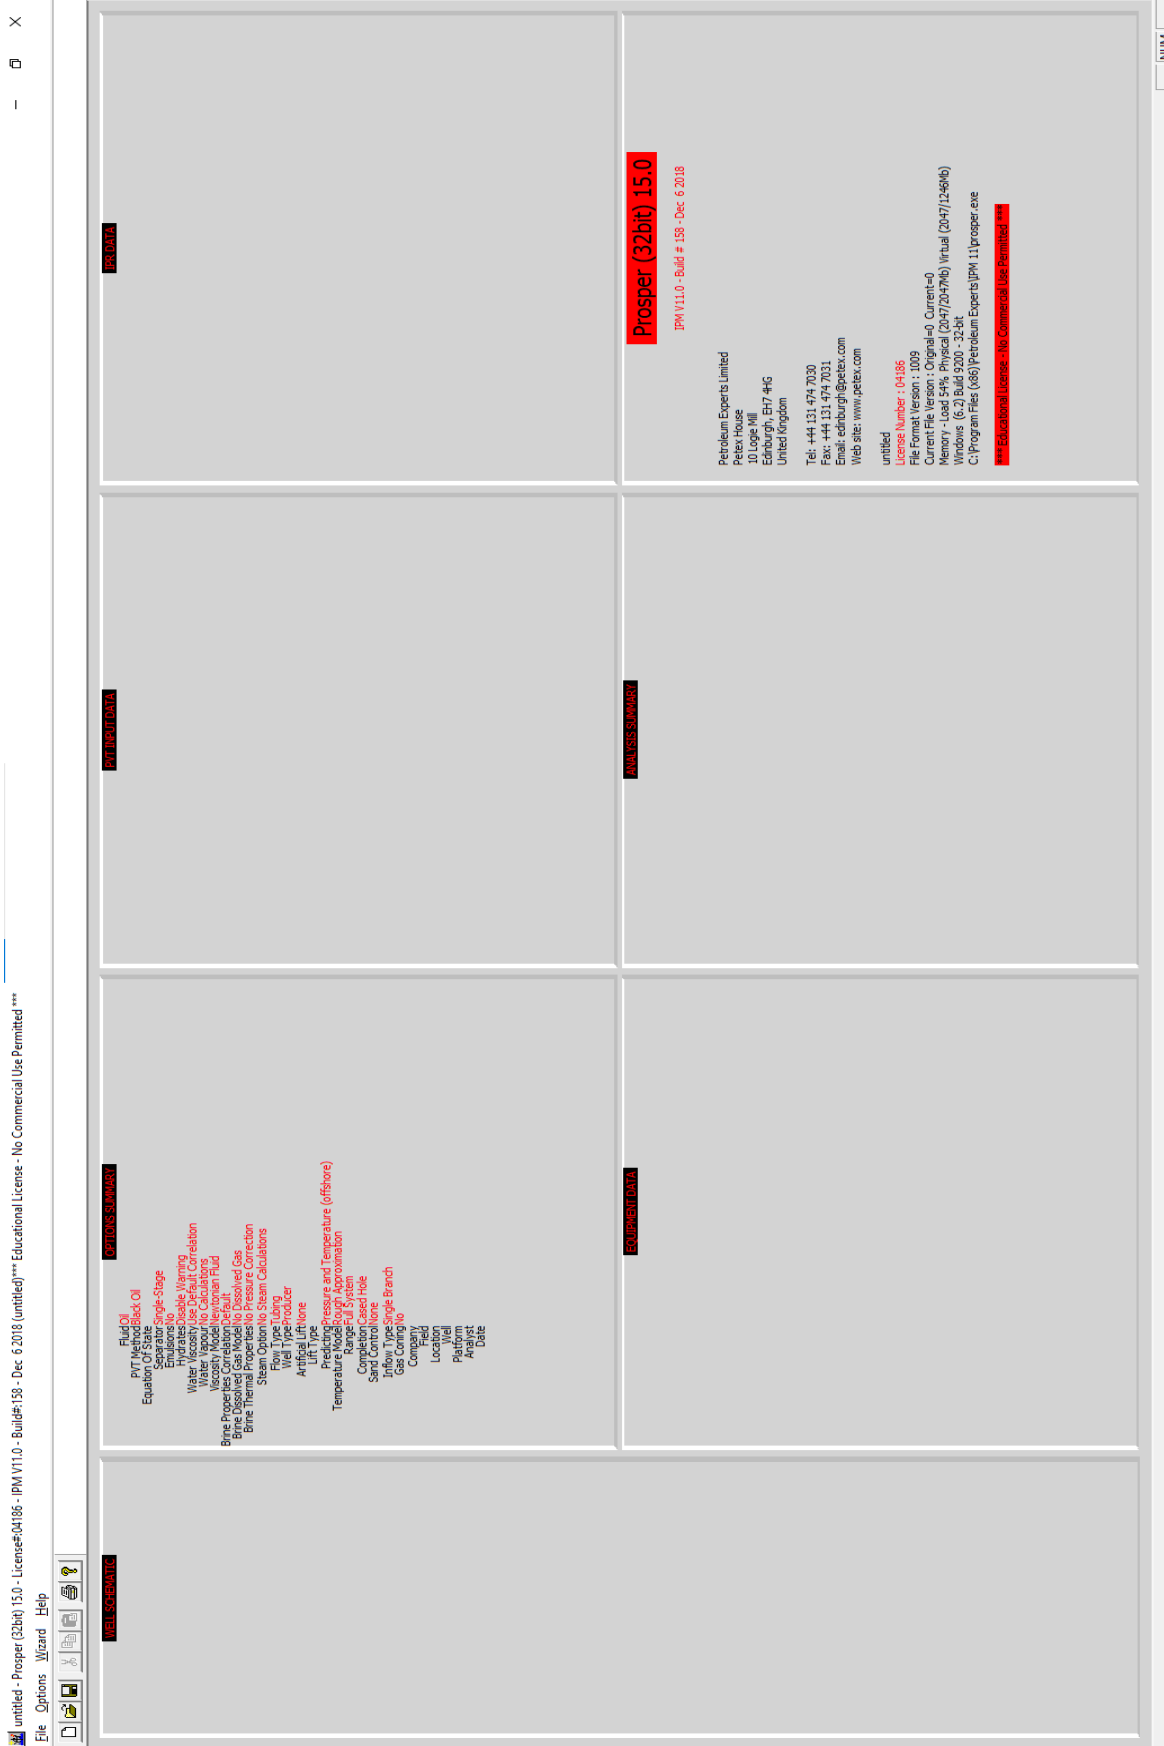 untitled - Prosper (32bit) 15.0 - License#:04186 - IPM V11.0 - Build#:158 - Dec 6 2018 (untitled)*** Educational License - No Commercial Use Permitted ***
File Options Wizard Help
WELL SCHEMATIC
OPTIONS SUMMARY
Fluid Oil
PVT Method Black Oil
Equation Of State
Separator Single-Stage
Emulsions No
Hydrates Disable Warning
Water Viscosity Use Default Correlation
Water Vapour No Calculations
Viscosity Model Newtonian Fluid
Brine Properties Correlation Default
Brine Dissolved Gas Model No Dissolved Gas
Brine Thermal Properties No Pressure Correction
Steam Option No Steam Calculations
Flow Type Tubing
Well Type Producer
Artificial Lift None
Lift Type
Predicting Pressure and Temperature (offshore)
Temperature Model Rough Approximation
Range Full System
Completion Cased Hole
Sand Control None
Inflow Type Single Branch
Gas Coning No
Company
Field
Location
Well
Platform
Analyst
Date
PVT INPUT DATA
IPR DATA
EQUIPMENT DATA
ANALYSIS SUMMARY
Prosper (32bit) 15.0
IPM V11.0 - Build # 158 - Dec 6 2018
Petroleum Experts Limited
Petex House
10 Logie Mill
Edinburgh, EH7 4HG
United Kingdom
Tel: +44 131 474 7030
Fax: +44 131 474 7031
Email: edinburgh@petex.com
Web site: www.petex.com
untitled
License Number : 04186
File Format Version : 1009
Current File Version : Original=0 Current=0
Memory - Load 54% Physical (2047/2047Mb) Virtual (2047/1246Mb)
Windows (6.2) Build 9200 - 32-bit
C:\Program Files (x86)\Petroleum Experts\IPM 11\prosper.exe
*** Educational License - No Commercial Use Permitted ***
NUM